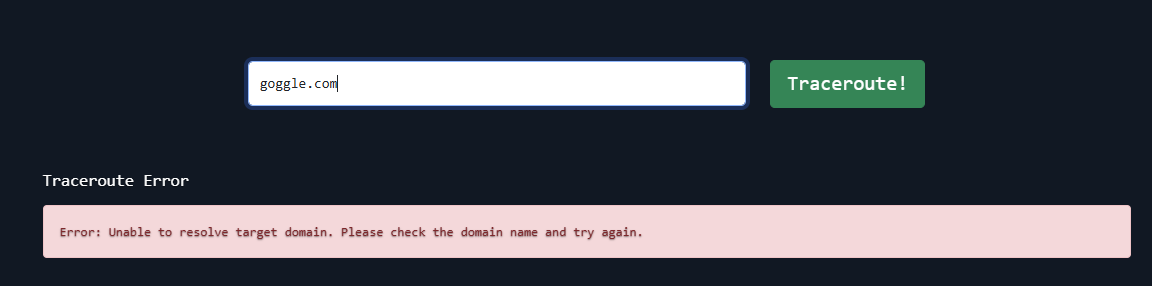 goggle.com
Traceroute!
Traceroute Error
Error: Unable to resolve target domain. Please check the domain name and try again.